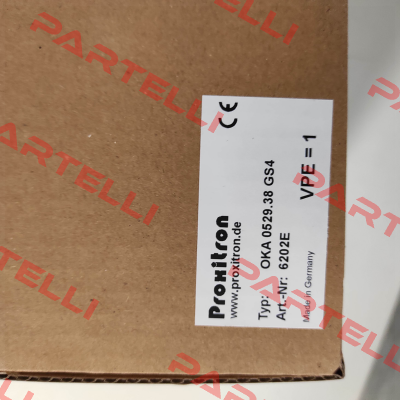 Proxitron
www.proxitron.de
Typ: OKA 0529.38 GS4
Art.-Nr: 6202E
Made in Germany
VPE = 1
CE
PARTELLI
PARTELLI
PARTELLI
PARTELLI
PARTELLI